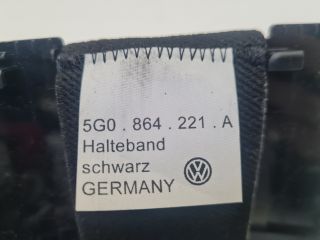 5G0 . 864 . 221 . A
Halteband
schwarz
GERMANY